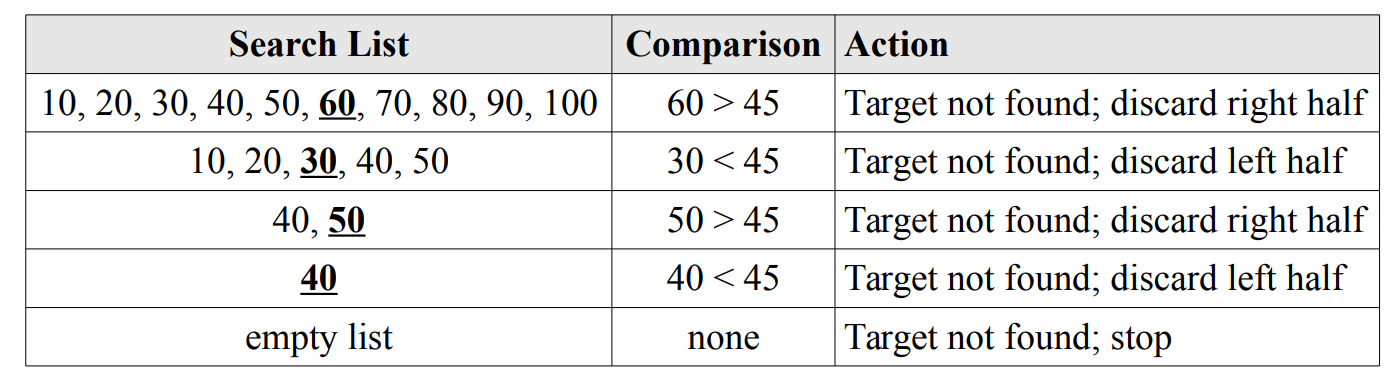 Search List Comparison Action
10, 20, 30, 40, 50, 60, 70, 80, 90, 100 60 > 45 Target not found; discard right half
10, 20, 30, 40, 50 30 < 45 Target not found; discard left half
40, 50 50 > 45 Target not found; discard right half
40 40 < 45 Target not found; discard left half
empty list none Target not found; stop